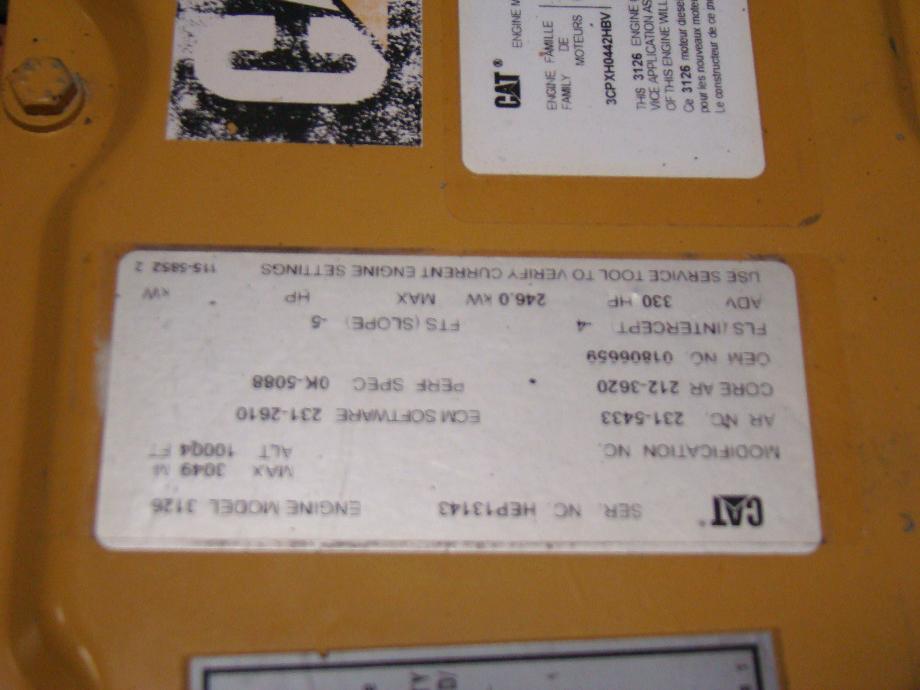 CAT
CAT®
ENGINE FAMILLE
FAMILY DE
MOTEURS
3CPXH0442HBV
THIS 3126 ENGINE
VICE APPLICATION AS
OF THIS ENGINE WILL
Ce 3126 moteur diesel
pour les nouveaux
Le constructeur de ce
CAT® SER. NO. HEP13143 ENGINE MODEL 3126
MAX 3049 M
MODIFICATION NO. ALT 10004 FT
AR NO. 231-5433 ECM SOFTWARE 231-2610
CORE AR 212-3620 PERF SPEC 0K-5088
OEM NO. 01806659
FLS (INTERCEPT) -4 FTS (SLOPE) -5
ADV 330 HP 246.0 kW MAX HP kW
USE SERVICE TOOL TO VERIFY CURRENT ENGINE SETTINGS 115-5852 2